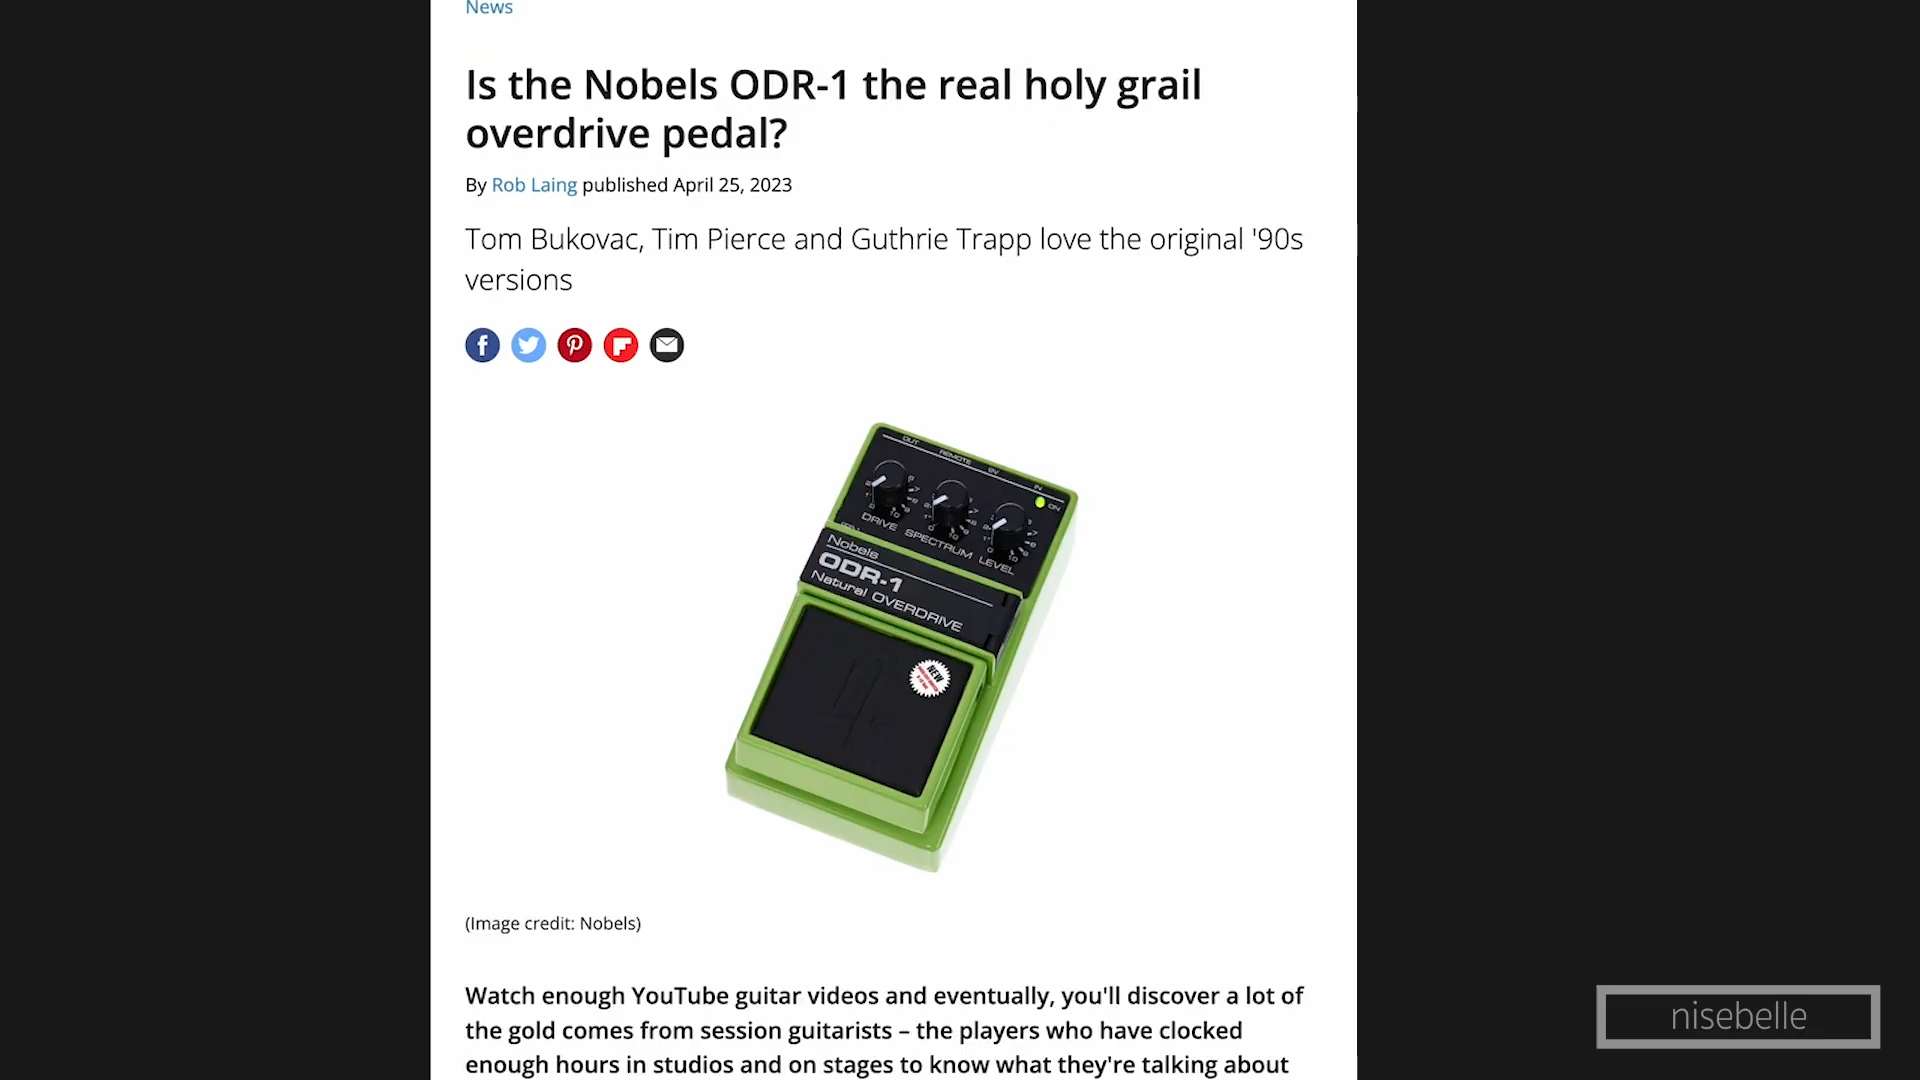 News
Is the Nobels ODR-1 the real holy grail
overdrive pedal?
By Rob Laing published April 25, 2023
Tom Bukovac, Tim Pierce and Guthrie Trapp love the original '90s
versions
OUT
REMOTE
9V
IN
ON
DRIVE
SPECTRUM
LEVEL
Nobels
ODR-1
Natural OVERDRIVE
NEW
(Image credit: Nobels)
Watch enough YouTube guitar videos and eventually, you'll discover a lot of
the gold comes from session guitarists – the players who have clocked
enough hours in studios and on stages to know what they're talking about
nisebelle